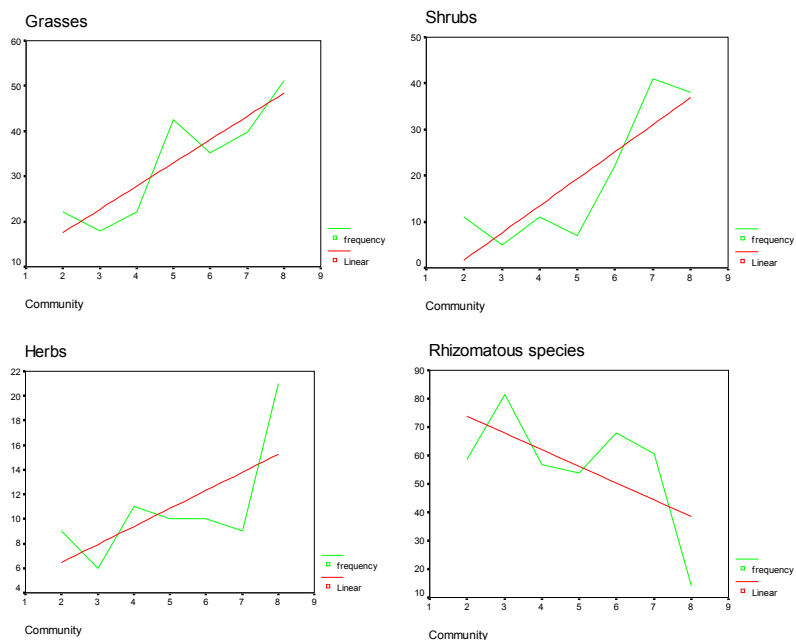 Grasses
60
50
40
30
20
10
1 2 3 4 5 6 7 8 9
Community
frequency
Linear
Shrubs
50
40
30
20
10
0
1 2 3 4 5 6 7 8 9
Community
frequency
Linear
Herbs
22
20
18
16
14
12
10
8
6
4
1 2 3 4 5 6 7 8 9
Community
frequency
Linear
Rhizomatous species
90
80
70
60
50
40
30
20
10
1 2 3 4 5 6 7 8 9
Community
frequency
Linear